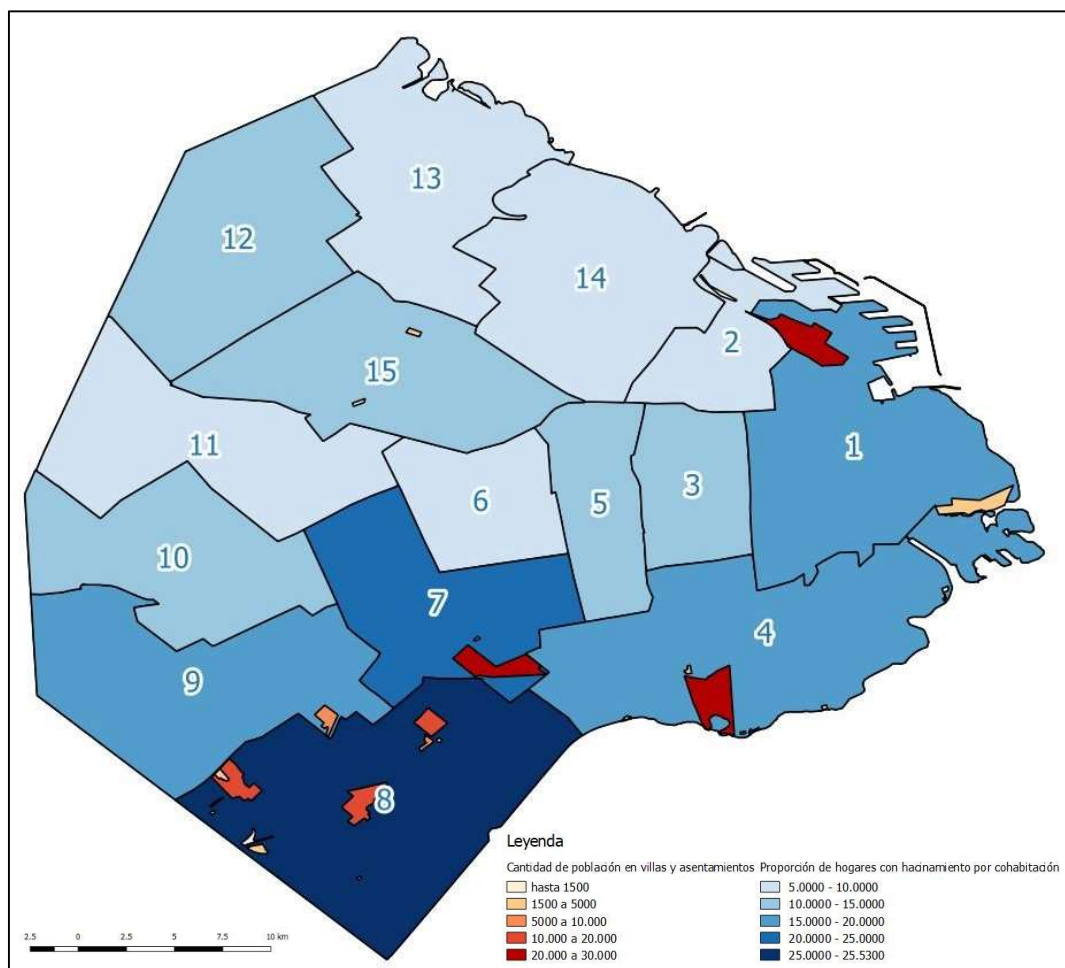 13
12
14
2
15
1
11
6
5
3
10
7
4
9
8
Leyenda
Cantidad de población en villas y asentamientos
hasta 1500
1500 a 5000
5000 a 10.000
10.000 a 20.000
20.000 a 30.000
Proporción de hogares con hacinamiento por cohabitación
5.0000 - 10.0000
10.0000 - 15.0000
15.0000 - 20.0000
20.0000 - 25.0000
25.0000 - 25.5300
2.5 0 2.5 5 7.5 10 km